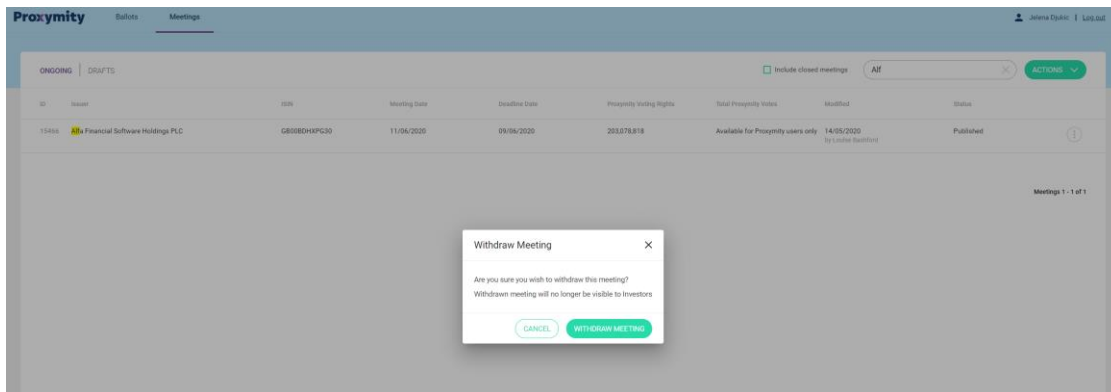 Proxymity Ballots Meetings Jelena Djukic | Log out
ONGOING | DRAFTS Include closed meetings Alf ACTIONS
Id Issuer ISIN Meeting Date Deadline Date Proxymity Voting Rights Total Proxymity Votes Modified Status
Alfa Financial Software Holdings PLC GB00BDHXPG30 11/06/2020 09/06/2020 203,078,818 Available for Proxymity users only 14/05/2020 Published
Meetings 1 - 1 of 1
Withdraw Meeting
Are you sure you wish to withdraw this meeting?
Withdrawn meeting will no longer be visible to Investors
CANCEL WITHDRAW MEETING